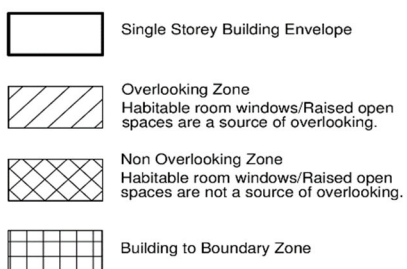 Single Storey Building Envelope
Overlooking Zone
Habitable room windows/Raised open
spaces are a source of overlooking.
Non Overlooking Zone
Habitable room windows/Raised open
spaces are not a source of overlooking.
Building to Boundary Zone